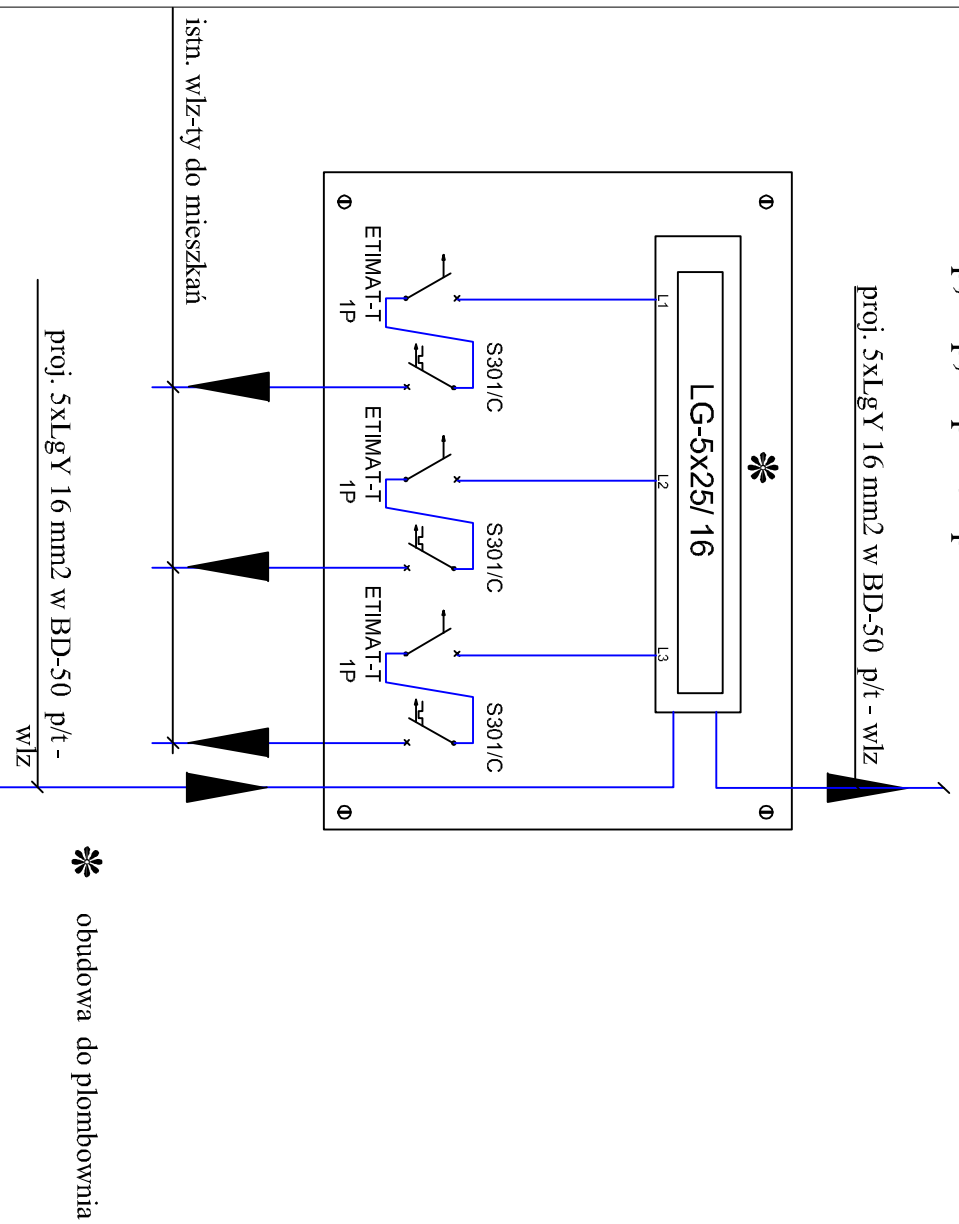 proj. 5xLgY 16 mm2 w BD-50 p/t - wlz
LG-5x25/16
L1
L2
L3
S301/C
S301/C
S301/C
ETIMAT-T
1P
ETIMAT-T
1P
ETIMAT-T
1P
istn. wlz-ty do mieszkań
proj. 5xLgY 16 mm2 w BD-50 p/t -
wlz
obudowa do plombownia